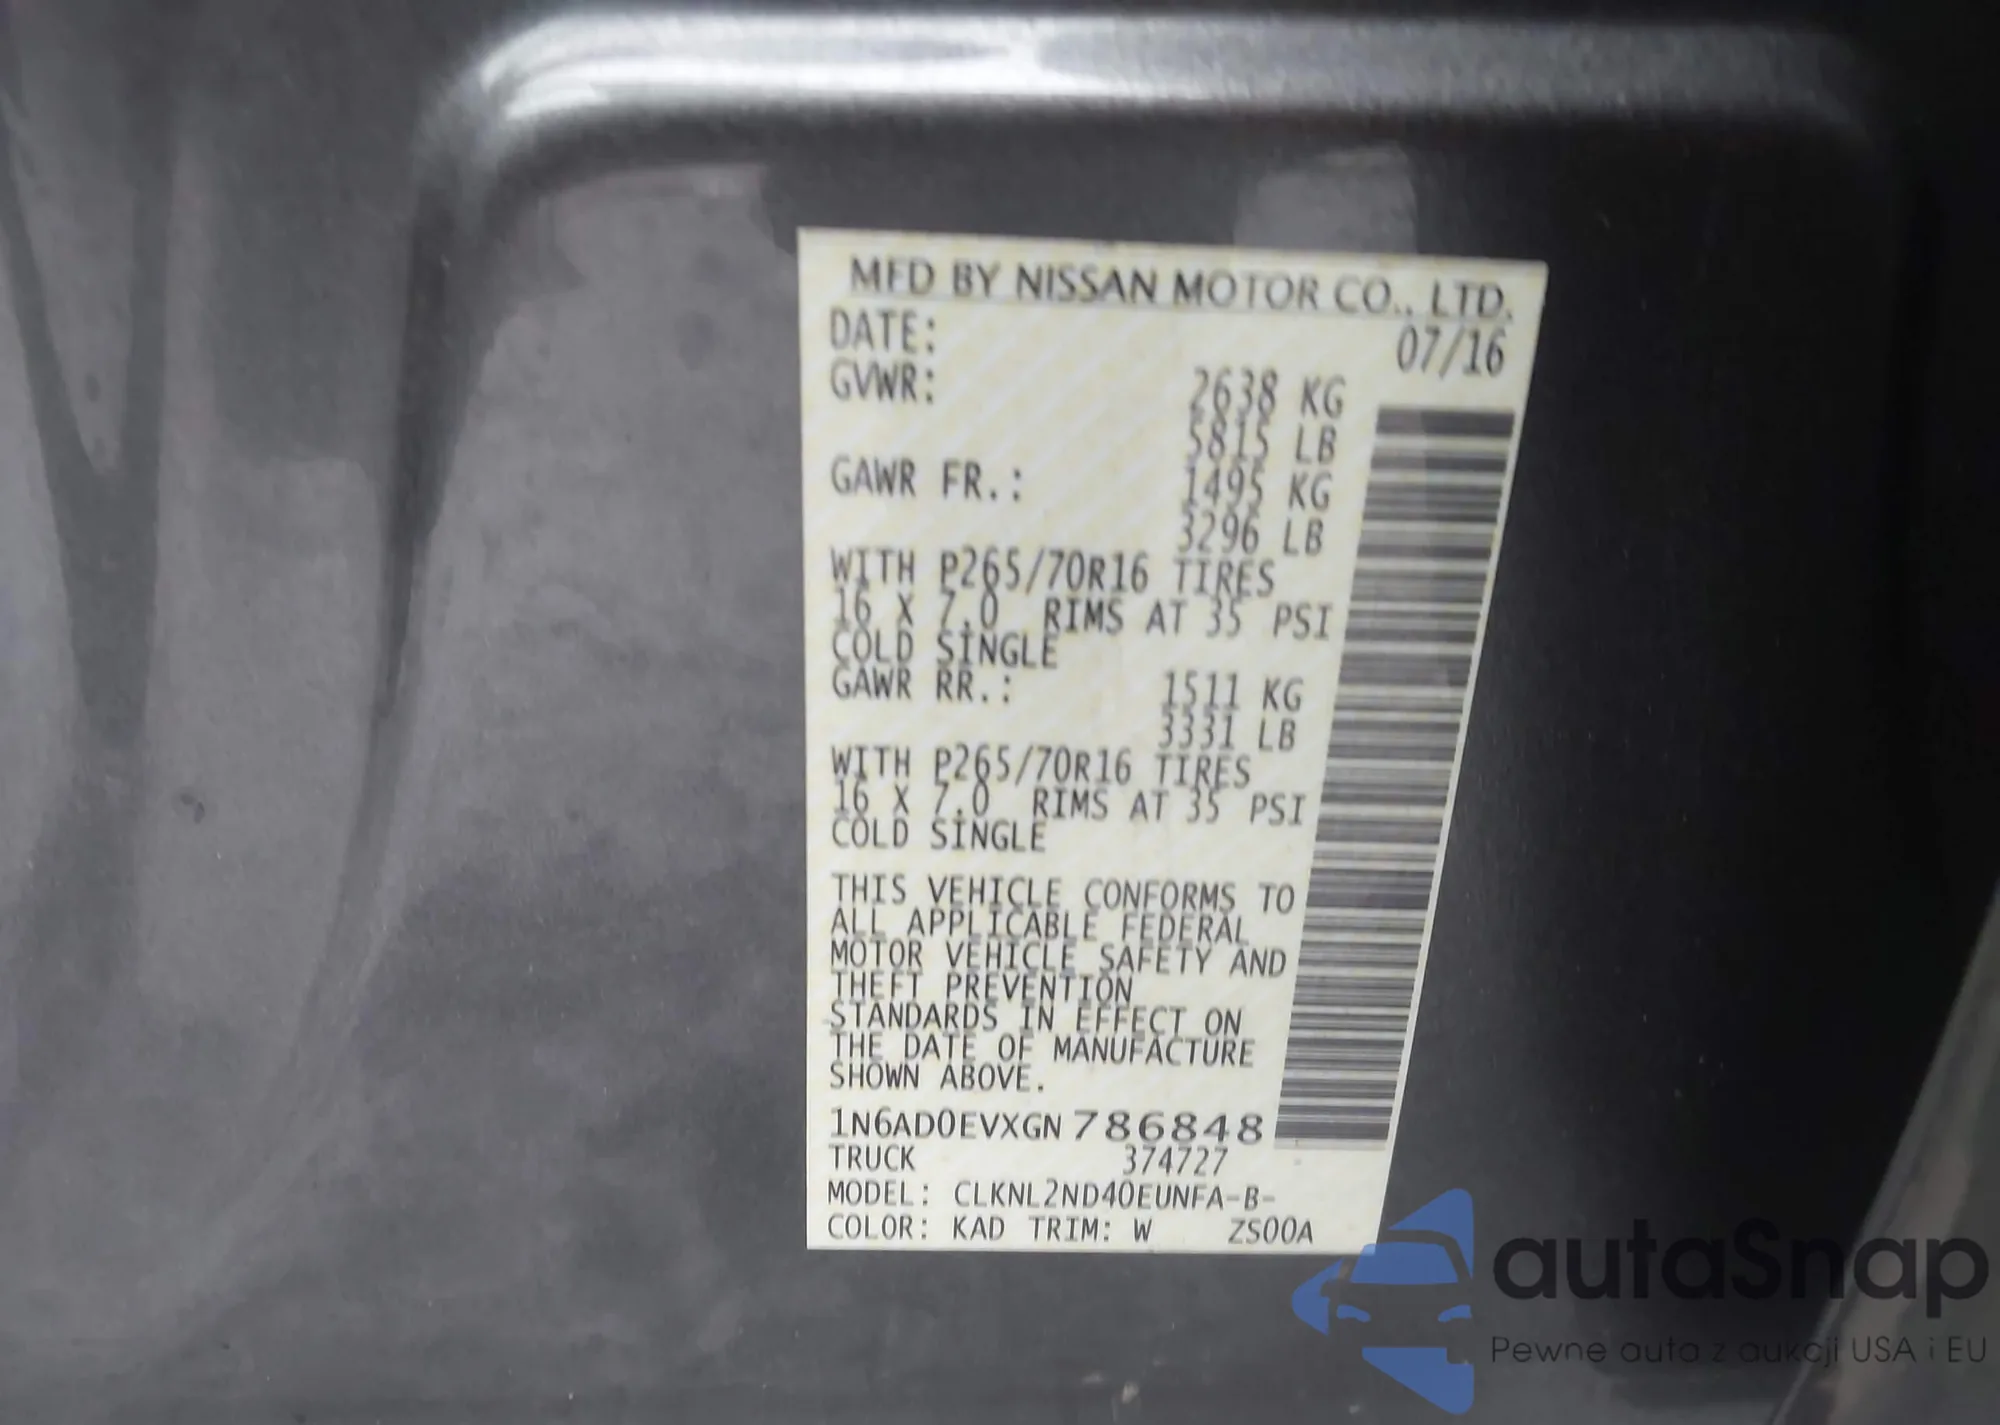 MFD BY NISSAN MOTOR CO., LTD.
DATE: 07/16
GVWR: 2638 KG
5815 LB
GAWR FR.: 1495 KG
3296 LB
WITH P265/70R16 TIRES
16 X 7.0 RIMS AT 35 PSI
COLD SINGLE
GAWR RR.: 1511 KG
3331 LB
WITH P265/70R16 TIRES
16 X 7.0 RIMS AT 35 PSI
COLD SINGLE
THIS VEHICLE CONFORMS TO
ALL APPLICABLE FEDERAL
MOTOR VEHICLE SAFETY AND
THEFT PREVENTION
STANDARDS IN EFFECT ON
THE DATE OF MANUFACTURE
SHOWN ABOVE.
1N6AD0EVXGN786848
TRUCK 374727
MODEL: CLKNL2ND40EUNFA-B-
COLOR: KAD TRIM: W ZS00A
autaSnap
Pewne auta z aukcji USA i EU